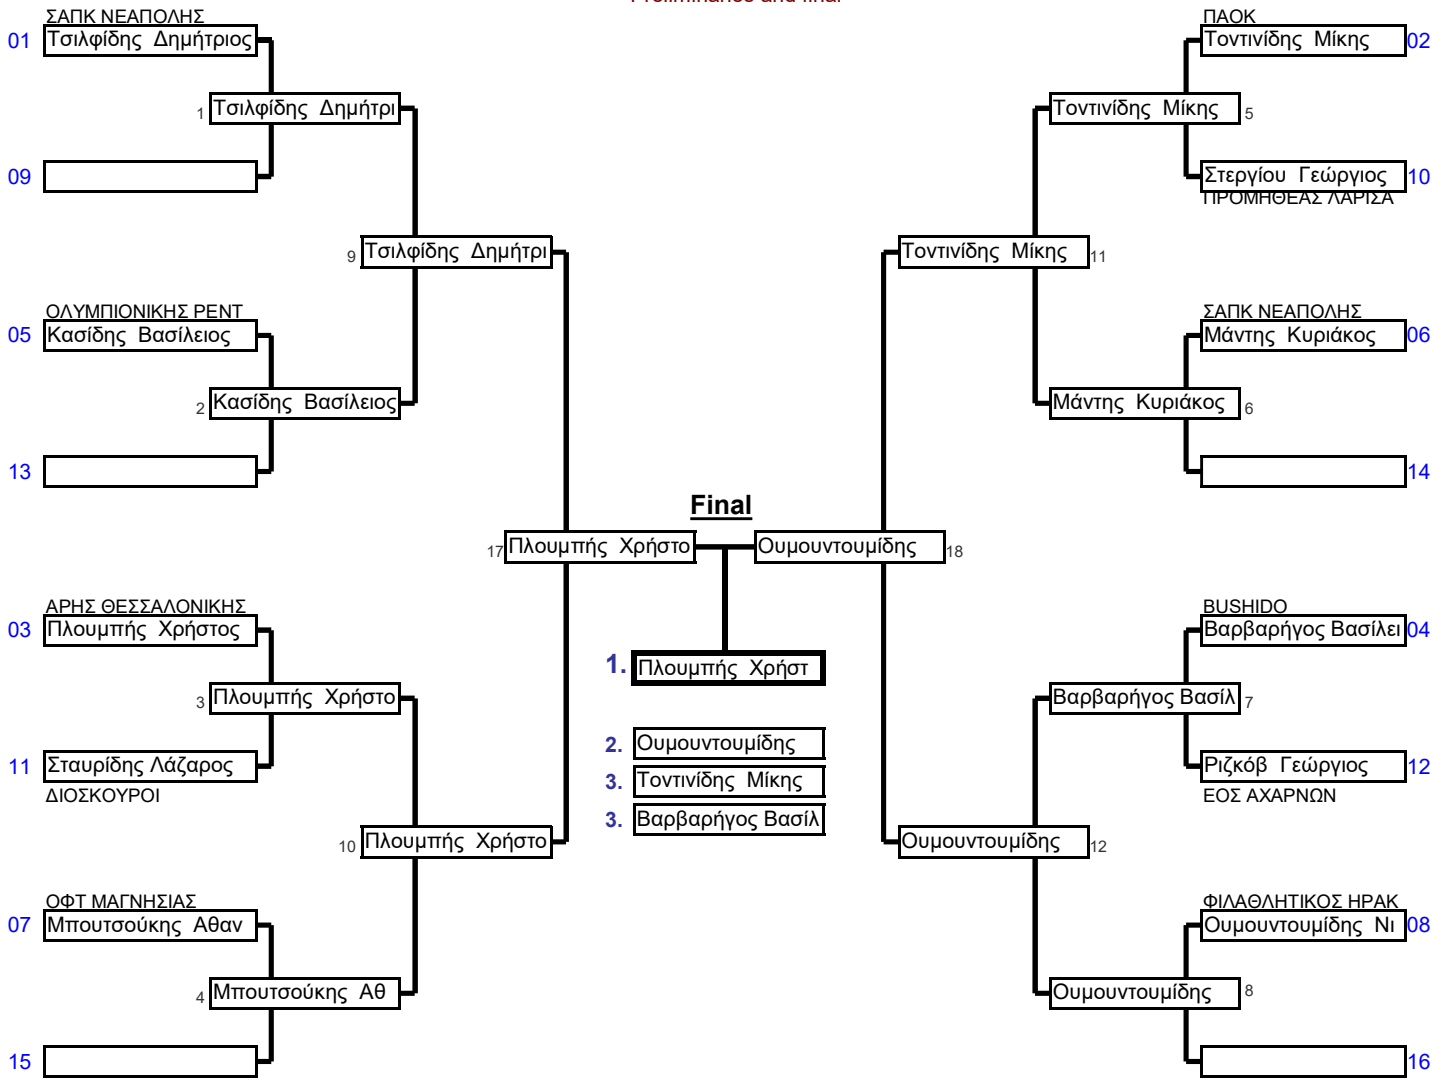 Preliminaries and final
ΣΑΠΚ ΝΕΑΠΟΛΗΣ
01 Τσιλφίδης Δημήτριος
1 Τσιλφίδης Δημήτρι
09
9 Τσιλφίδης Δημήτρι
ΟΛΥΜΠΙΟΝΙΚΗΣ ΡΕΝΤ
05 Κασίδης Βασίλειος
2 Κασίδης Βασίλειος
13
17 Πλουμπής Χρήστο
ΑΡΗΣ ΘΕΣΣΑΛΟΝΙΚΗΣ
03 Πλουμπής Χρήστος
3 Πλουμπής Χρήστο
11 Σταυρίδης Λάζαρος
ΔΙΟΣΚΟΥΡΟΙ
10 Πλουμπής Χρήστο
ΟΦΤ ΜΑΓΝΗΣΙΑΣ
07 Μπουτσούκης Αθαν
4 Μπουτσούκης Αθ
15
Final
1. Πλουμπής Χρήστ
2. Ουμουντουμίδης
3. Τοντινίδης Μίκης
3. Βαρβαρήγος Βασίλ
ΠΑΟΚ
Τοντινίδης Μίκης 02
Τοντινίδης Μίκης 5
Στεργίου Γεώργιος 10
ΠΡΟΜΗΘΕΑΣ ΛΑΡΙΣΑ
Τοντινίδης Μίκης 11
ΣΑΠΚ ΝΕΑΠΟΛΗΣ
Μάντης Κυριάκος 06
Μάντης Κυριάκος 6
14
Ουμουντουμίδης 18
BUSHIDO
Βαρβαρήγος Βασίλει 04
Βαρβαρήγος Βασίλ 7
Ριζκόβ Γεώργιος 12
ΕΟΣ ΑΧΑΡΝΩΝ
Ουμουντουμίδης 12
ΦΙΛΑΘΛΗΤΙΚΟΣ ΗΡΑΚ
Ουμουντουμίδης Νι 08
Ουμουντουμίδης 8
16